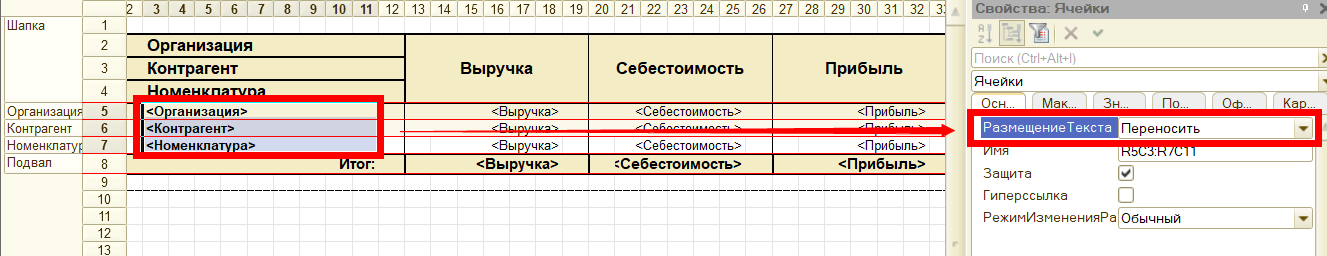 2 3 4 5 6 7 8 9 10 11 12 13 14 15 16 17 18 19 20 21 22 23 24 25 26 27 28 29 30 31 32 33
Шапка
1
2 Организация
3 Контрагент Выручка Себестоимость Прибыль
4 Номенклатура
Организация 5 <Организация> <Выручка> <Себестоимость> <Прибыль>
Контрагент 6 <Контрагент> <Выручка> <Себестоимость> <Прибыль>
Номенклатур 7 <Номенклатура> <Выручка> <Себестоимость> <Прибыль>
Подвал 8 Итог: <Выручка> <Себестоимость> <Прибыль>
9
10
11
12
13
Свойства: Ячейки
Поиск (Ctrl+Alt+I)
Ячейки
Осн... Мак... Зн... По... Оф... Кар...
РазмещениеТекста Переносить
Имя R5C3:R7C11
Защита
Гиперссылка
РежимИзмененияРа Обычный